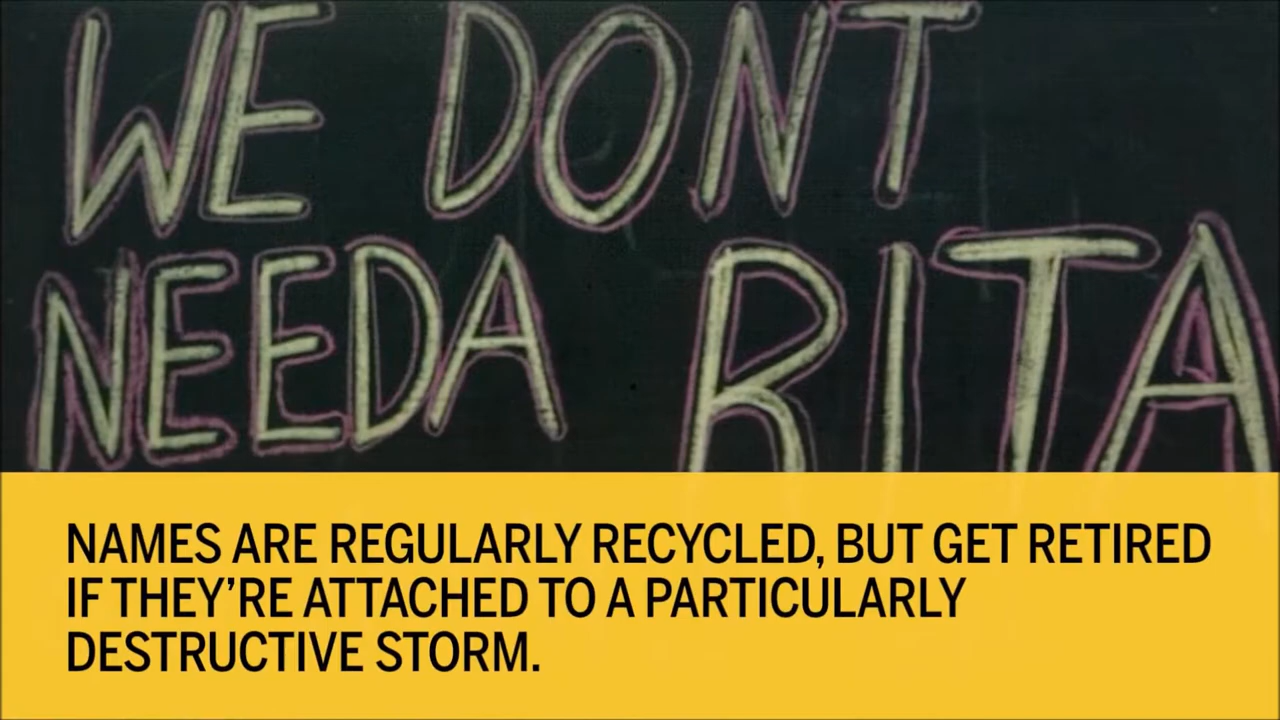 WE DONT
NEEDA RITA
NAMES ARE REGULARLY RECYCLED, BUT GET RETIRED
IF THEY'RE ATTACHED TO A PARTICULARLY
DESTRUCTIVE STORM.